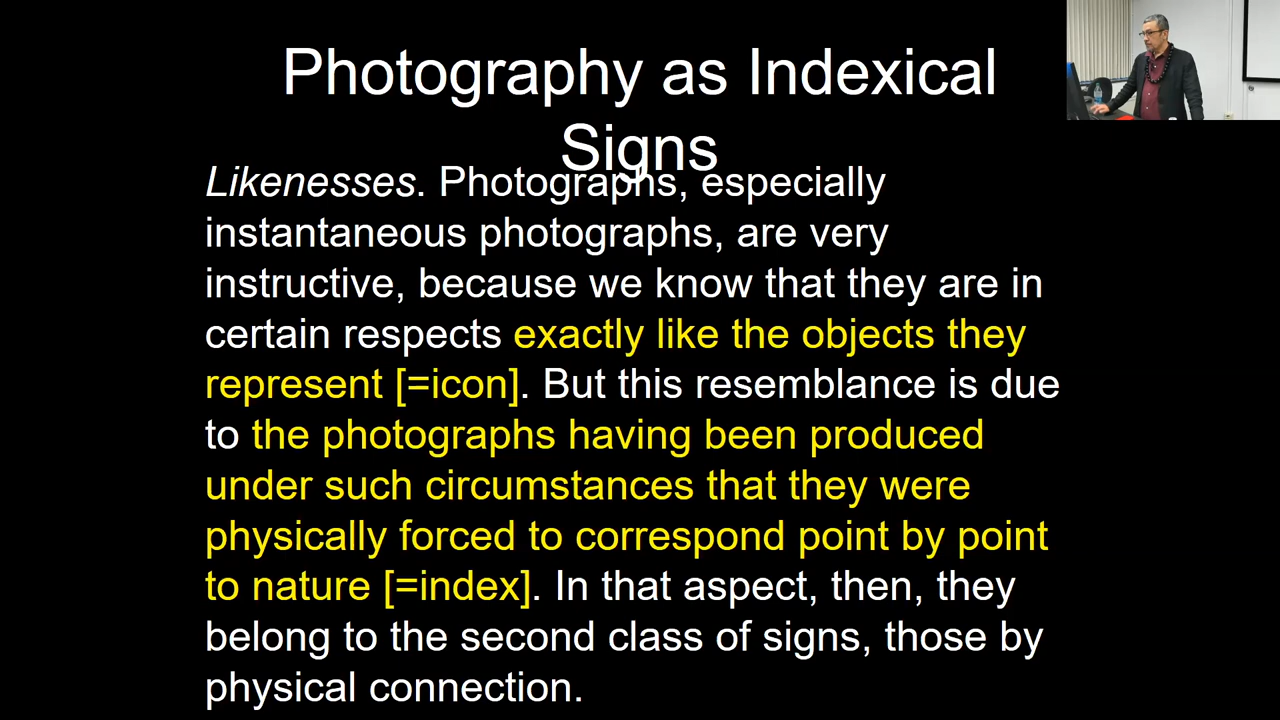 Photography as Indexical
Signs
Likenesses. Photographs, especially
instantaneous photographs, are very
instructive, because we know that they are in
certain respects exactly like the objects they
represent [=icon]. But this resemblance is due
to the photographs having been produced
under such circumstances that they were
physically forced to correspond point by point
to nature [=index]. In that aspect, then, they
belong to the second class of signs, those by
physical connection.